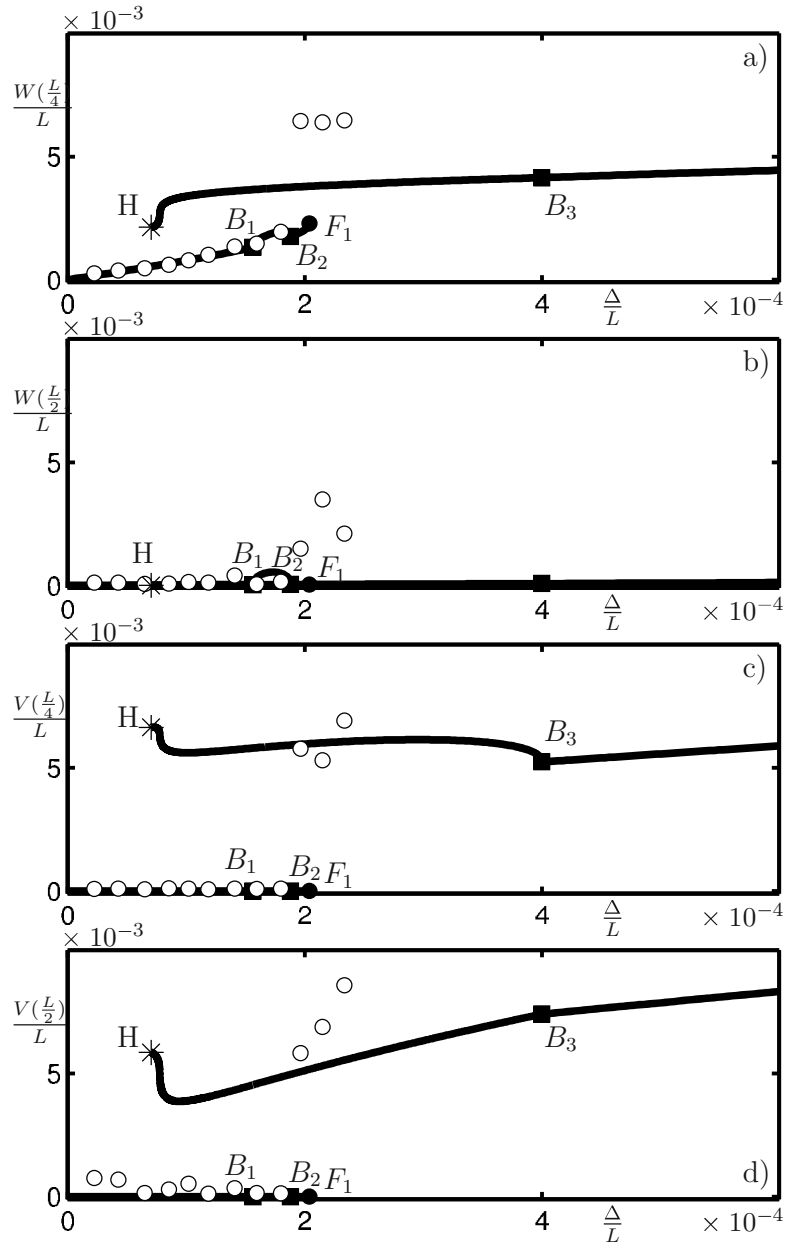 × 10⁻³
a)
W(L/4
L
5
H
B₁
F₁
B₂
B₃
0
0 2 4 Δ/L × 10⁻⁴
× 10⁻³
b)
W(L/2
L
5
H
B₁ B₂ F₁
0
0 2 4 Δ/L × 10⁻⁴
× 10⁻³
c)
V(L/4)
L
H
B₃
5
B₁ B₂ F₁
0
0 2 4 Δ/L × 10⁻⁴
× 10⁻³
V(L/2)
L
H
B₃
5
B₁ B₂ F₁ d)
0
0 2 4 Δ/L × 10⁻⁴